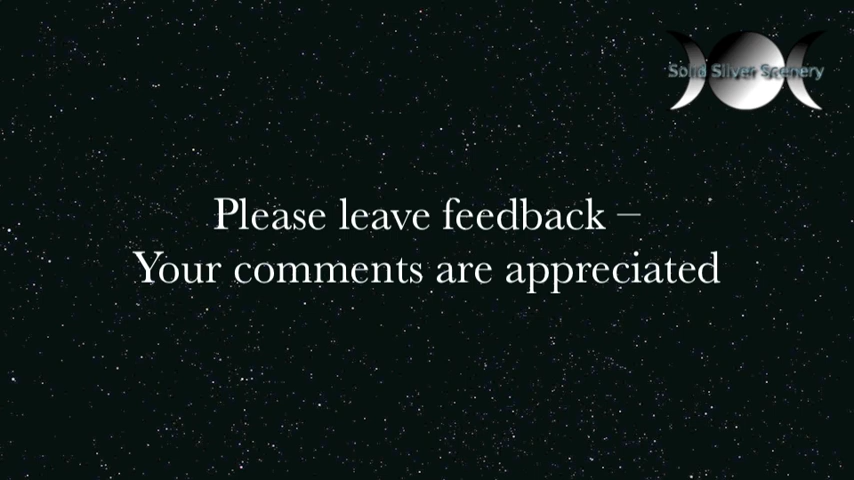 Solid Silver Scenery
Please leave feedback –
Your comments are appreciated